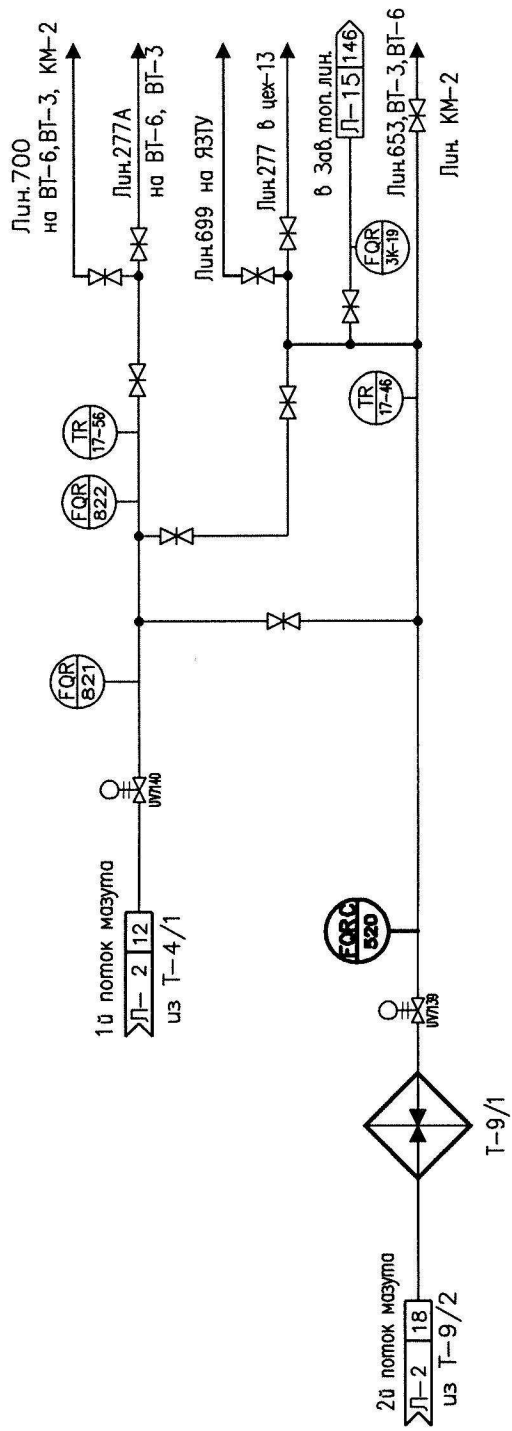 Лин.700
на ВТ-6, ВТ-3, КМ-2
Лин.277А
на ВТ-6, ВТ-3
Лин.699 на ЯЗТУ
Лин.277 в цех-13
в Зав. топ. лин.
Л-15 146
Лин.653, ВТ-3, ВТ-6
Лин. КМ-2
FQR
3К-19
TR
17-56
FQR
822
TR
17-46
FQR
821
UV7140
1й поток мазута
Л- 2 12
из Т-4/1
FQRC
520
UV7139
Т-9/1
2й поток мазута
Л-2 18
из Т-9/2